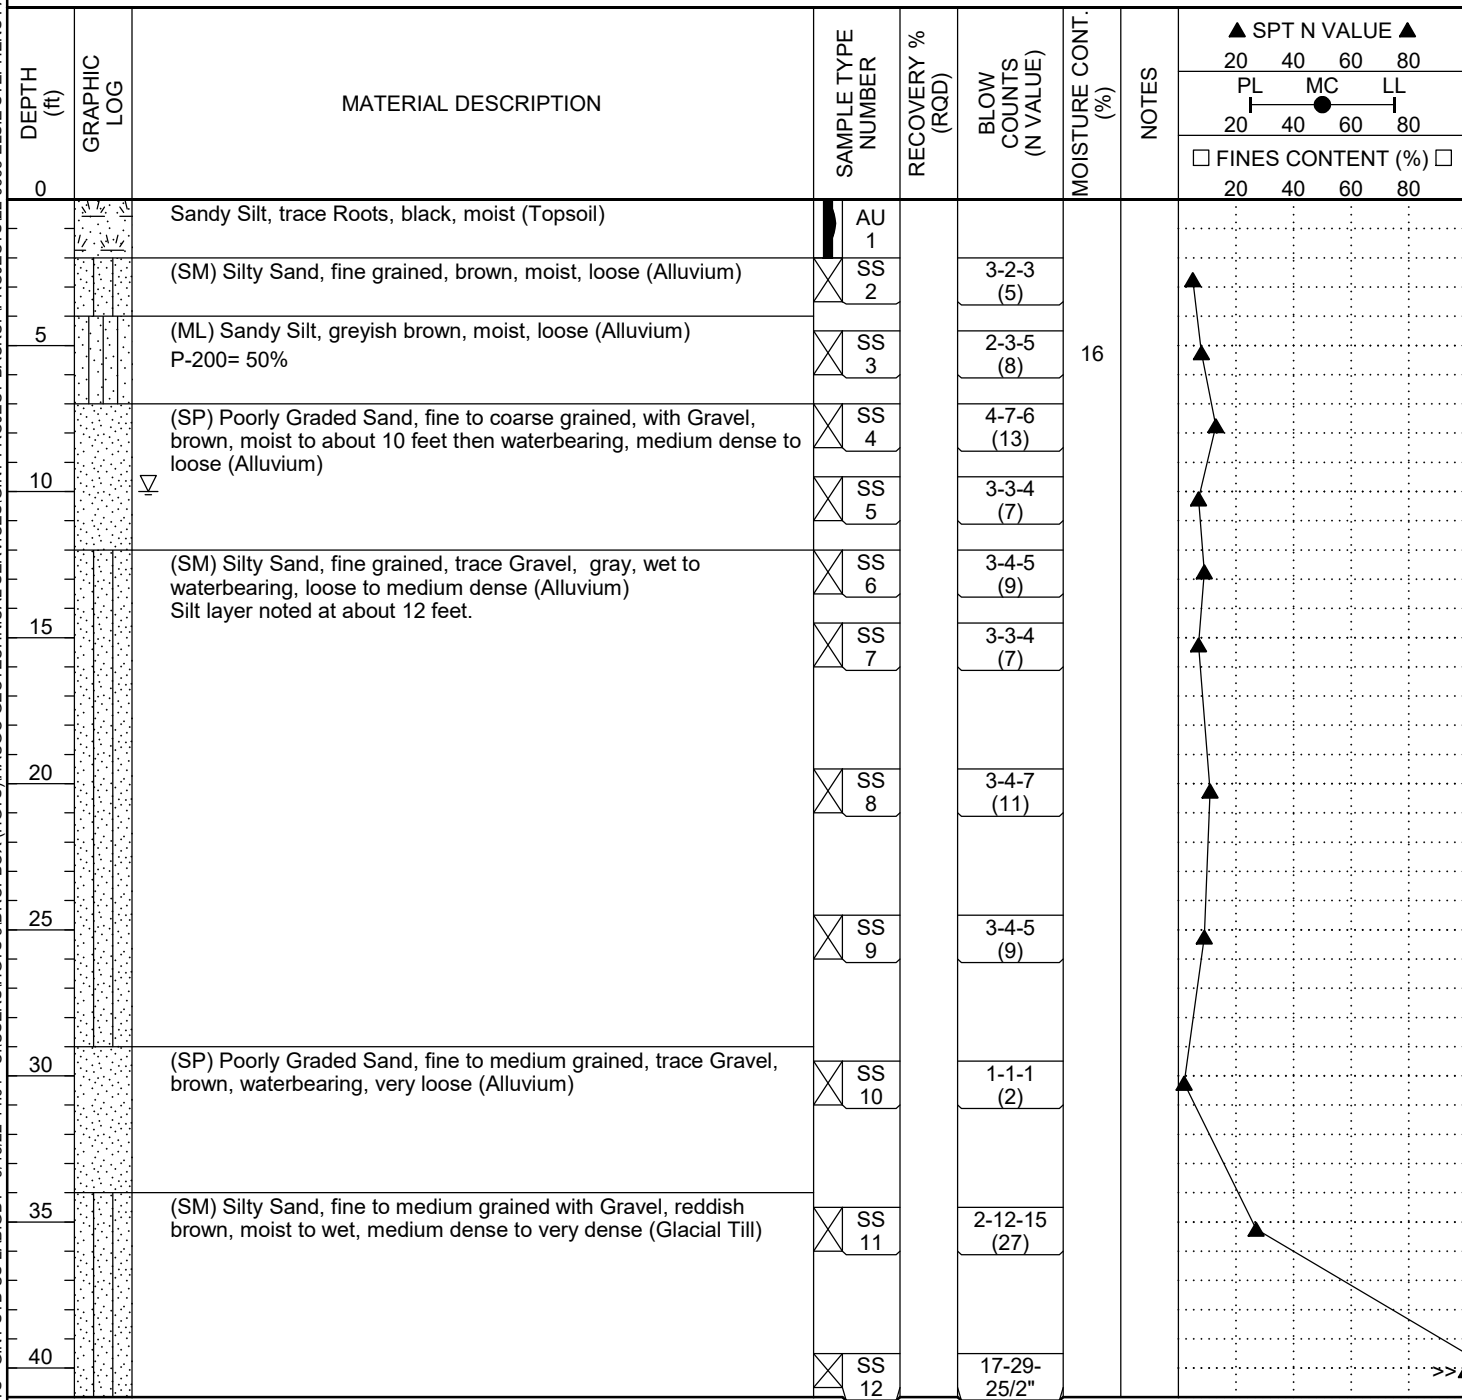 DEPTH
(ft)
GRAPHIC
LOG
MATERIAL DESCRIPTION
SAMPLE TYPE
NUMBER
RECOVERY %
(RQD)
BLOW
COUNTS
(N VALUE)
MOISTURE CONT.
(%)
NOTES
▲ SPT N VALUE ▲
20 40 60 80
PL MC LL
20 40 60 80
□ FINES CONTENT (%) □
20 40 60 80
0
Sandy Silt, trace Roots, black, moist (Topsoil)
AU
1
(SM) Silty Sand, fine grained, brown, moist, loose (Alluvium)
SS
2
3-2-3
(5)
5
(ML) Sandy Silt, greyish brown, moist, loose (Alluvium)
P-200= 50%
SS
3
2-3-5
(8)
16
(SP) Poorly Graded Sand, fine to coarse grained, with Gravel,
brown, moist to about 10 feet then waterbearing, medium dense to
loose (Alluvium)
SS
4
4-7-6
(13)
10
SS
5
3-3-4
(7)
(SM) Silty Sand, fine grained, trace Gravel, gray, wet to
waterbearing, loose to medium dense (Alluvium)
Silt layer noted at about 12 feet.
SS
6
3-4-5
(9)
15
SS
7
3-3-4
(7)
20
SS
8
3-4-7
(11)
25
SS
9
3-4-5
(9)
30
(SP) Poorly Graded Sand, fine to medium grained, trace Gravel,
brown, waterbearing, very loose (Alluvium)
SS
10
1-1-1
(2)
35
(SM) Silty Sand, fine to medium grained with Gravel, reddish
brown, moist to wet, medium dense to very dense (Glacial Till)
SS
11
2-12-15
(27)
40
SS
12
17-29-
25/2"
>>